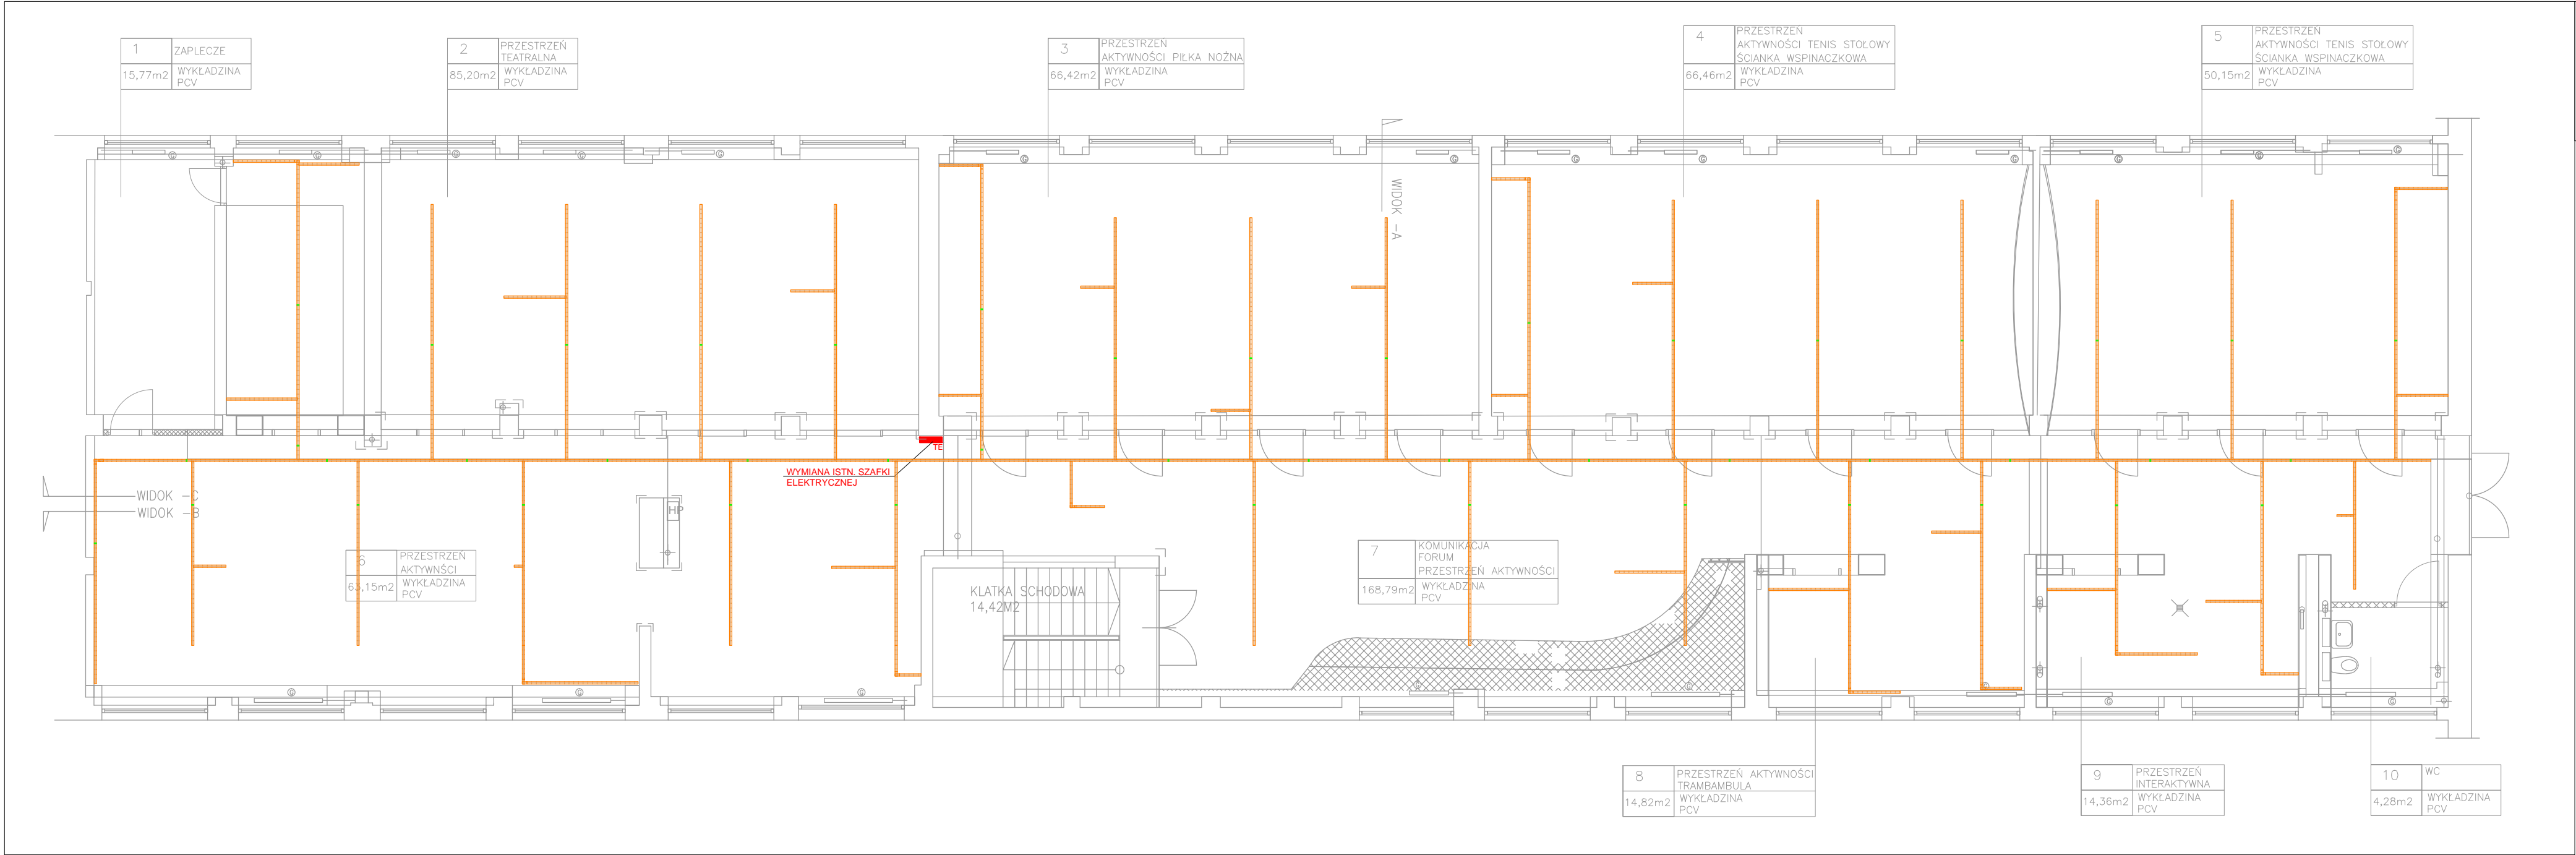 1 ZAPLECZE
15,77m2 WYKŁADZINA
PCV
2 PRZESTRZEŃ
TEATRALNA
85,20m2 WYKŁADZINA
PCV
3 PRZESTRZEŃ
AKTYWNOŚCI PIŁKA NOŻNA
66,42m2 WYKŁADZINA
PCV
4 PRZESTRZEŃ
AKTYWNOŚCI TENIS STOŁOWY
ŚCIANKA WSPINACZKOWA
66,46m2 WYKŁADZINA
PCV
5 PRZESTRZEŃ
AKTYWNOŚCI TENIS STOŁOWY
ŚCIANKA WSPINACZKOWA
50,15m2 WYKŁADZINA
PCV
WIDOK -A
TE
WYMIANA ISTN. SZAFKI
ELEKTRYCZNEJ
WIDOK -C
WIDOK -B
HP
6 PRZESTRZEŃ
AKTYWNŚCI
63,15m2 WYKŁADZINA
PCV
KLATKA SCHODOWA
14,42M2
7 KOMUNIKACJA
FORUM
PRZESTRZEŃ AKTYWNOŚCI
168,79m2 WYKŁADZINA
PCV
8 PRZESTRZEŃ AKTYWNOŚCI
TRAMBAMBULA
14,82m2 WYKŁADZINA
PCV
9 PRZESTRZEŃ
INTERAKTYWNA
14,36m2 WYKŁADZINA
PCV
10 WC
4,28m2 WYKŁADZINA
PCV